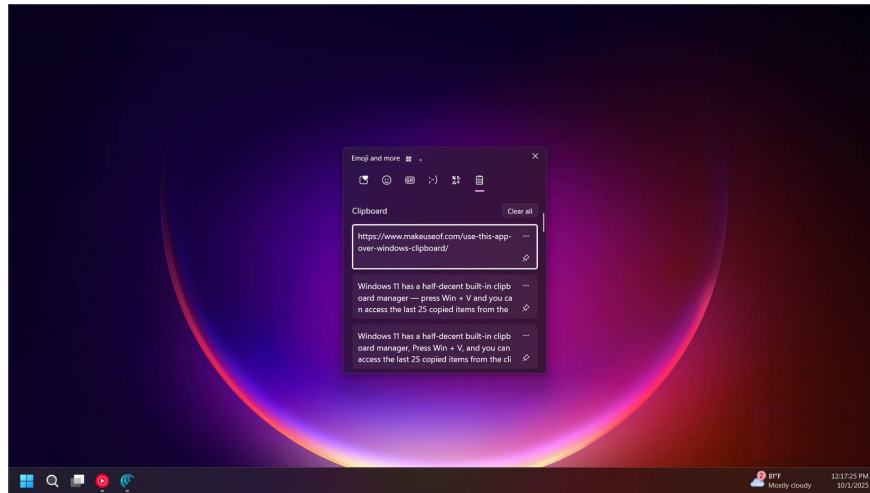 Emoji and more
GIF
;-)
Clipboard
Clear all
https://www.makeuseof.com/use-this-app-
over-windows-clipboard/
Windows 11 has a half-decent built-in clipb
oard manager — press Win + V and you ca
n access the last 25 copied items from the
Windows 11 has a half-decent built-in clipb
oard manager, Press Win + V, and you can
access the last 25 copied items from the cli
2
81°F
Mostly cloudy
12:17:25 PM
10/1/2025